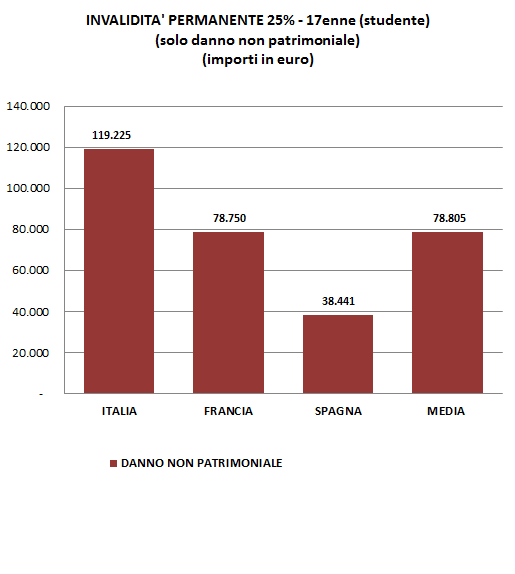 INVALIDITA' PERMANENTE 25% - 17enne (studente)
(solo danno non patrimoniale)
(importi in euro)
140.000
120.000
100.000
80.000
60.000
40.000
20.000
-
119.225
78.750
38.441
78.805
ITALIA
FRANCIA
SPAGNA
MEDIA
DANNO NON PATRIMONIALE